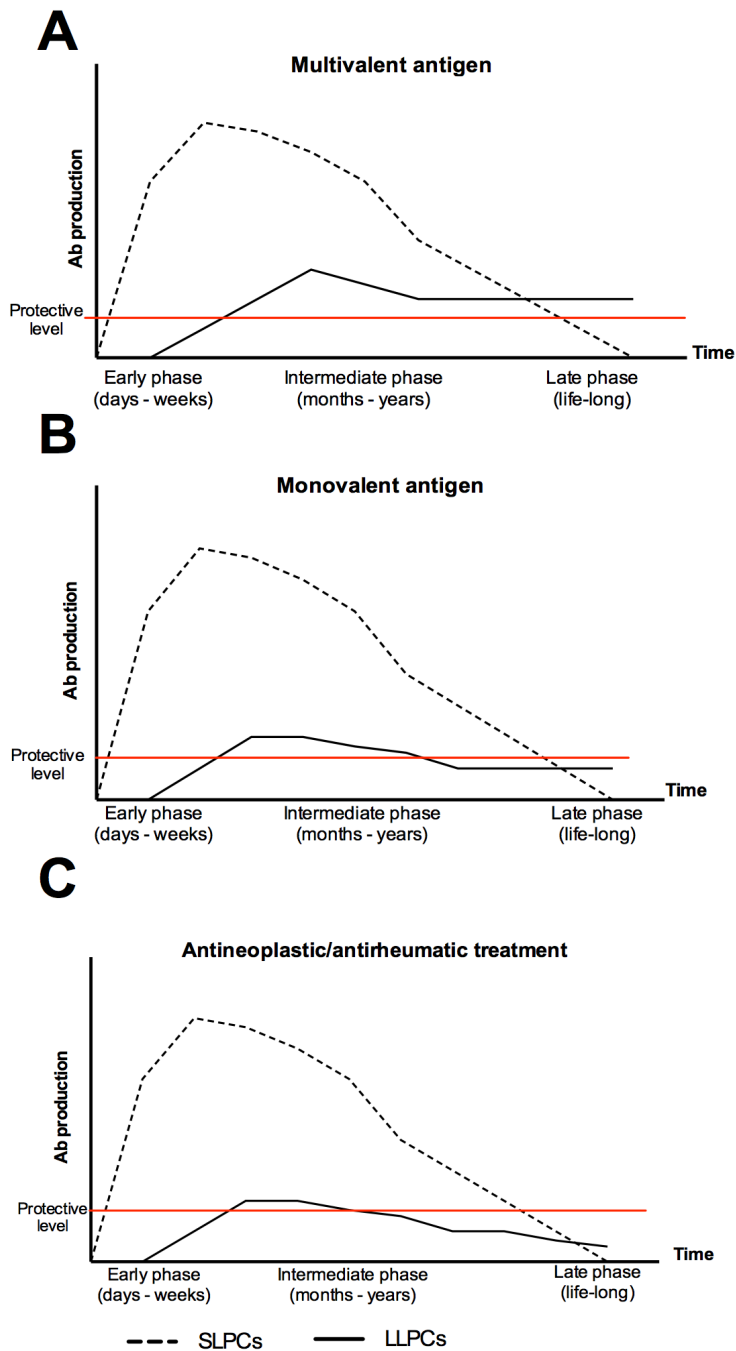 A
Multivalent antigen
Ab production
Protective
level
Time
Early phase
(days - weeks)
Intermediate phase
(months - years)
Late phase
(life-long)
B
Monovalent antigen
Ab production
Protective
level
Time
Early phase
(days - weeks)
Intermediate phase
(months - years)
Late phase
(life-long)
C
Antineoplastic/antirheumatic treatment
Ab production
Protective
level
Time
Early phase
(days - weeks)
Intermediate phase
(months - years)
Late phase
(life-long)
SLPCs
LLPCs